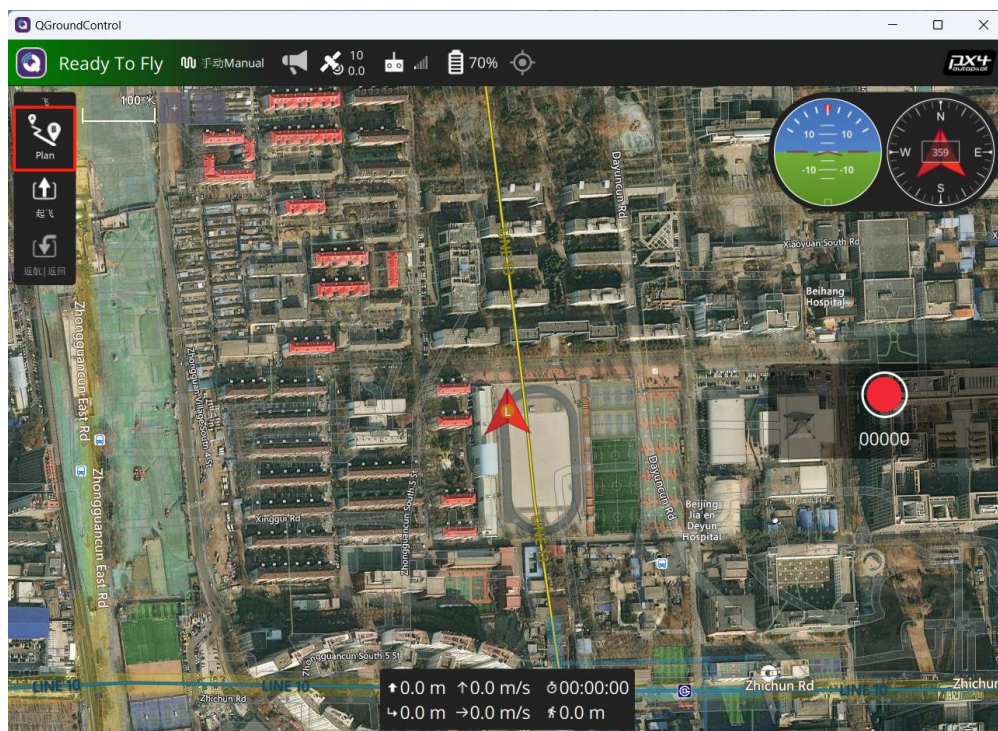 QGroundControl
Ready To Fly
手动Manual
10
0.0
70%
PX4
autopilot
飞
100 米
Plan
起飞
返航|返回
10 10
-10 -10
N
W 359 E
S
Dayuncun Rd
Xiaoyuan South Rd
Beihang
Hospital
Zhongguancun East Rd
L
00000
Dayuncun Rd
Zhongguancun East Rd
Xinggui Rd
Zhongguancun South 5 St
Beijing
Jia'en
Deyun
Hospital
LINE 10
LINE 10
Zhichun Rd
0.0 m 0.0 m/s 00:00:00
0.0 m 0.0 m/s 0.0 m
Zhichun Rd
LINE 10
Zhichun